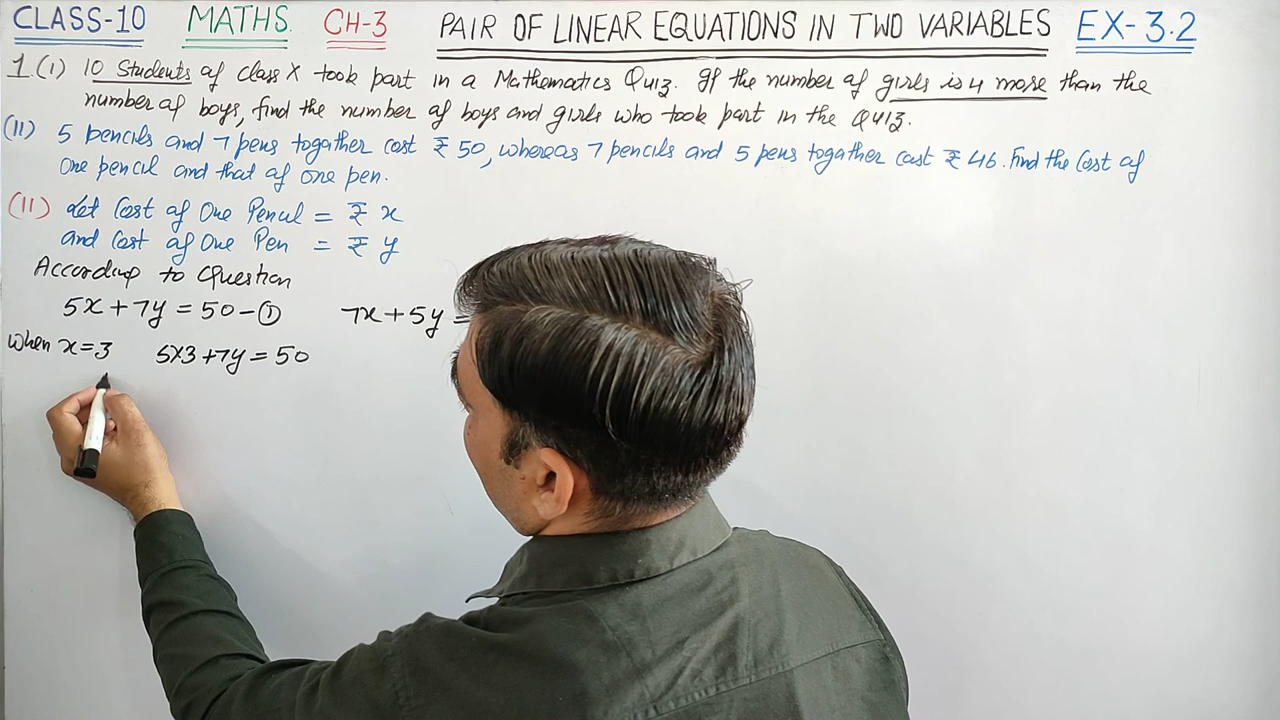 CLASS-10 MATHS. CH-3 PAIR OF LINEAR EQUATIONS IN TWO VARIABLES EX-3.2
1.(I) 10 Students of class X took part in a Mathematics Quiz. If the number of girls is 4 more than the
number of boys, find the number of boys and girls who took part in the Quiz.
(II) 5 pencils and 7 pens togather cost ₹ 50, whereas 7 pencils and 5 pens togather cost ₹ 46. Find the Cost of
One pencil and that of one pen.
(II) Let Cost of One Pencil = ₹ x
and Cost of One Pen = ₹ y
According to Question
5x + 7y = 50 - ① 7x + 5y =
When x = 3 5×3 + 7y = 50